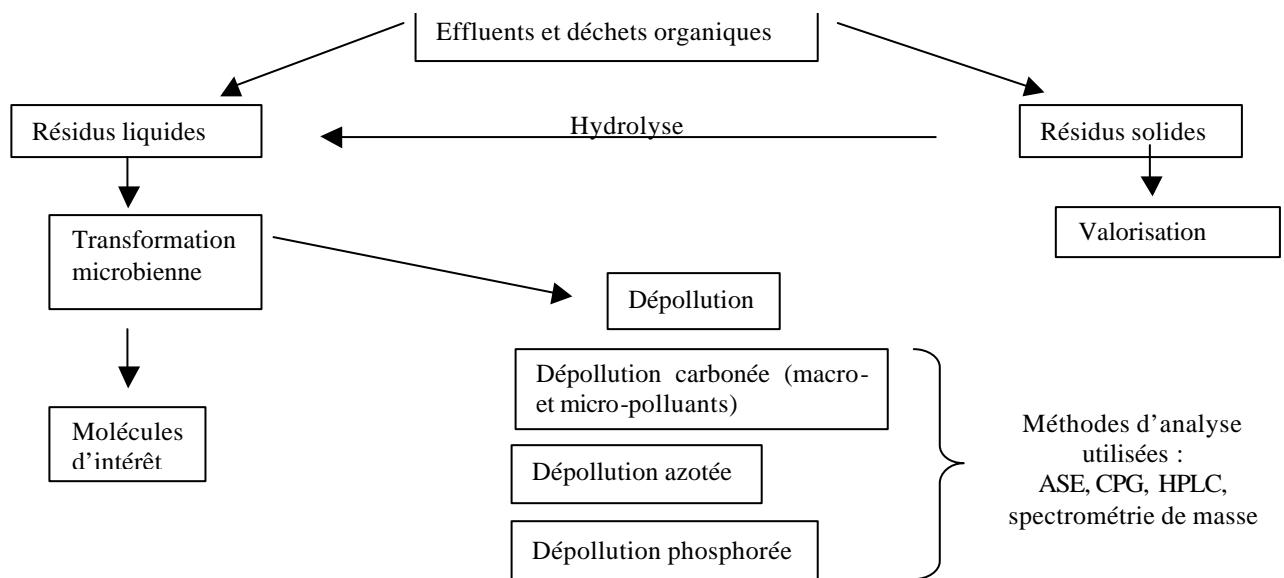 Effluents et déchets organiques
Résidus liquides
Hydrolyse
Résidus solides
Transformation
microbienne
Valorisation
Dépollution
Dépollution carbonée (macro-
et micro-polluants)
Molécules
d'intérêt
Dépollution azotée
Dépollution phosphorée
Méthodes d'analyse
utilisées :
ASE, CPG, HPLC,
spectrométrie de masse